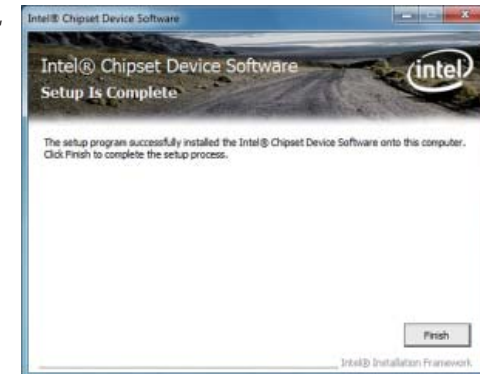 Intel® Chipset Device Software
Intel® Chipset Device Software
intel
Setup Is Complete
The setup program successfully installed the Intel® Chipset Device Software onto this computer.
Click Finish to complete the setup process.
Finish
Intel® Installation Framework